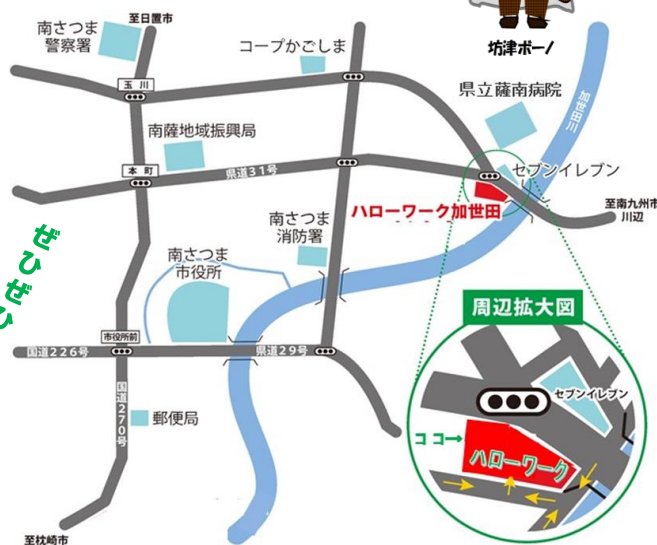 坊津ボーノ
至日置市
南さつま
警察署
コープかごしま
玉川
県立薩南病院
加世田川
南薩地域振興局
本町
県道31号
セブンイレブン
ハローワーク加世田
至南九州市
川辺
南さつま
消防署
ぜひぜひ
南さつま
市役所
周辺拡大図
市役所前
国道226号
県道29号
セブンイレブン
国道270号
郵便局
ココ→
ハローワーク
至枕崎市